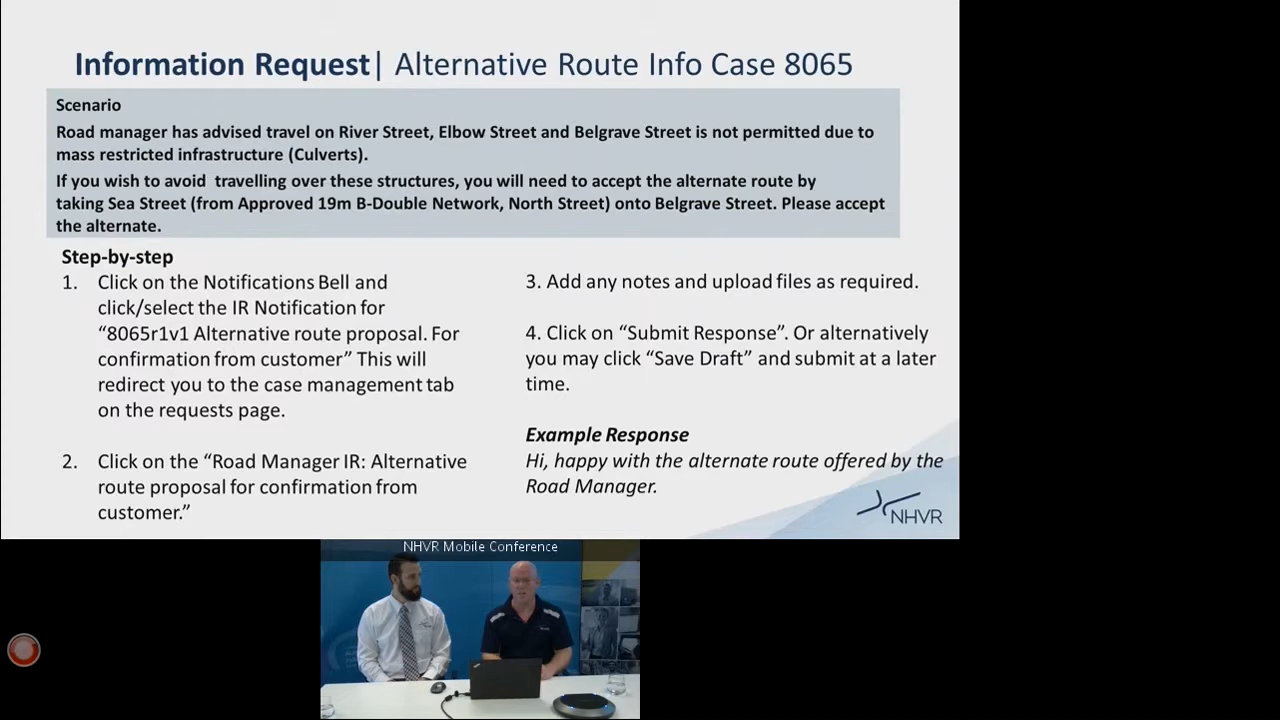 Information Request| Alternative Route Info Case 8065
Scenario
Road manager has advised travel on River Street, Elbow Street and Belgrave Street is not permitted due to
mass restricted infrastructure (Culverts).
If you wish to avoid travelling over these structures, you will need to accept the alternate route by
taking Sea Street (from Approved 19m B-Double Network, North Street) onto Belgrave Street. Please accept
the alternate.
Step-by-step
1. Click on the Notifications Bell and
click/select the IR Notification for
“8065r1v1 Alternative route proposal. For
confirmation from customer” This will
redirect you to the case management tab
on the requests page.
2. Click on the “Road Manager IR: Alternative
route proposal for confirmation from
customer.”
3. Add any notes and upload files as required.
4. Click on “Submit Response”. Or alternatively
you may click “Save Draft” and submit at a later
time.
Example Response
Hi, happy with the alternate route offered by the
Road Manager.
NHVR
NHVR Mobile Conference